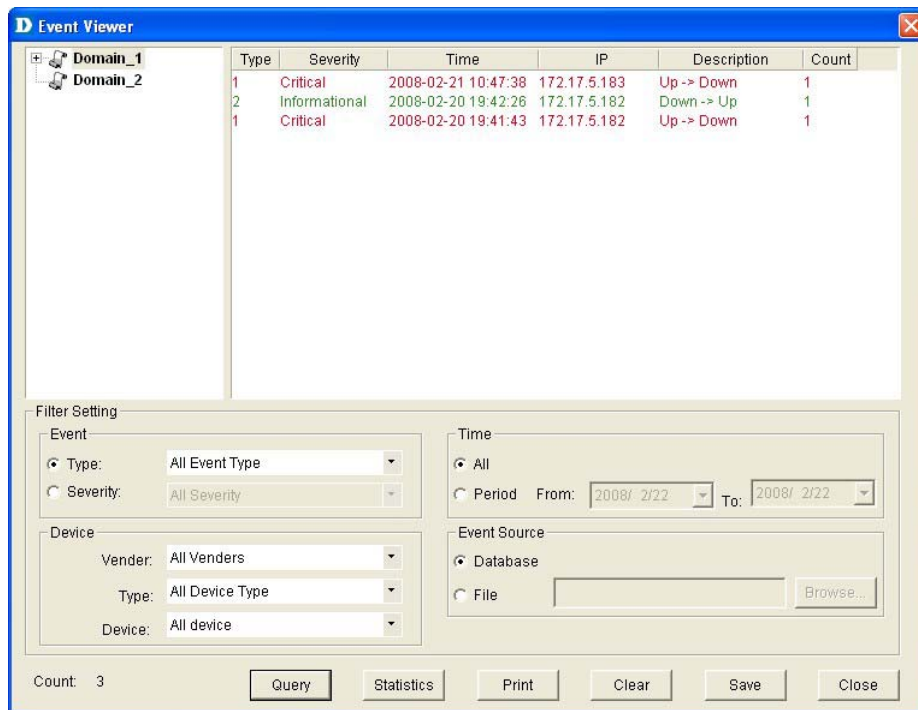 D Event Viewer
Domain_1
Domain_2
Type Severity Time IP Description Count
1 Critical 2008-02-21 10:47:38 172.17.5.183 Up -> Down 1
2 Informational 2008-02-20 19:42:26 172.17.5.182 Down -> Up 1
1 Critical 2008-02-20 19:41:43 172.17.5.182 Up -> Down 1
Filter Setting
Event
Type: All Event Type
Severity: All Severity
Time
All
Period From: 2008/ 2/22 To: 2008/ 2/22
Device
Vender: All Venders
Type: All Device Type
Device: All device
Event Source
Database
File Browse...
Count: 3 Query Statistics Print Clear Save Close